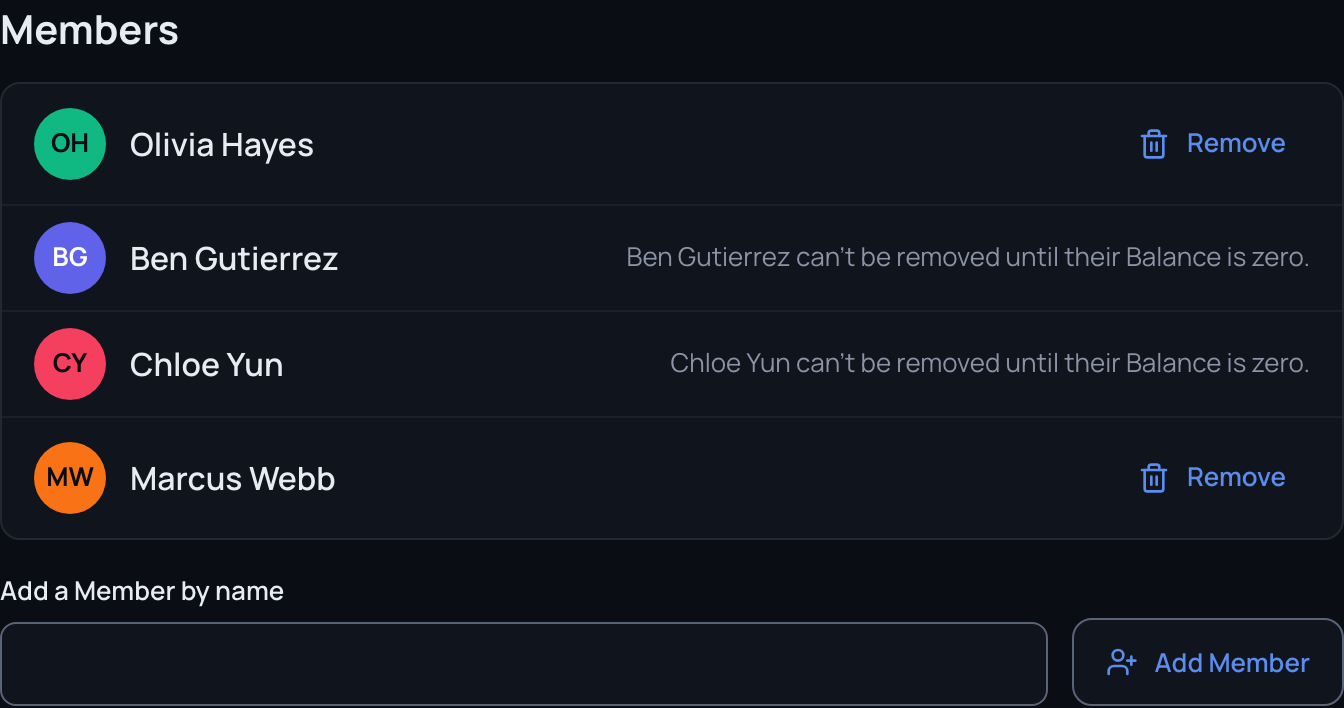 Members
OH Olivia Hayes Remove
BG Ben Gutierrez Ben Gutierrez can’t be removed until their Balance is zero.
CY Chloe Yun Chloe Yun can’t be removed until their Balance is zero.
MW Marcus Webb Remove
Add a Member by name
Add Member